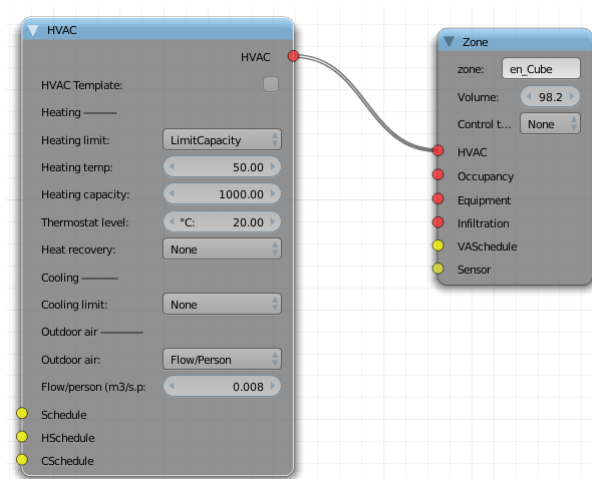 HVAC
HVAC
HVAC Template:
Heating
Heating limit: LimitCapacity
Heating temp: 50.00
Heating capacity: 1000.00
Thermostat level: °C: 20.00
Heat recovery: None
Cooling
Cooling limit: None
Outdoor air
Outdoor air: Flow/Person
Flow/person (m3/s.p: 0.008
Schedule
HSchedule
CSchedule
Zone
zone: en_Cube
Volume: 98.2
Control t... None
HVAC
Occupancy
Equipment
Infiltration
VASchedule
Sensor